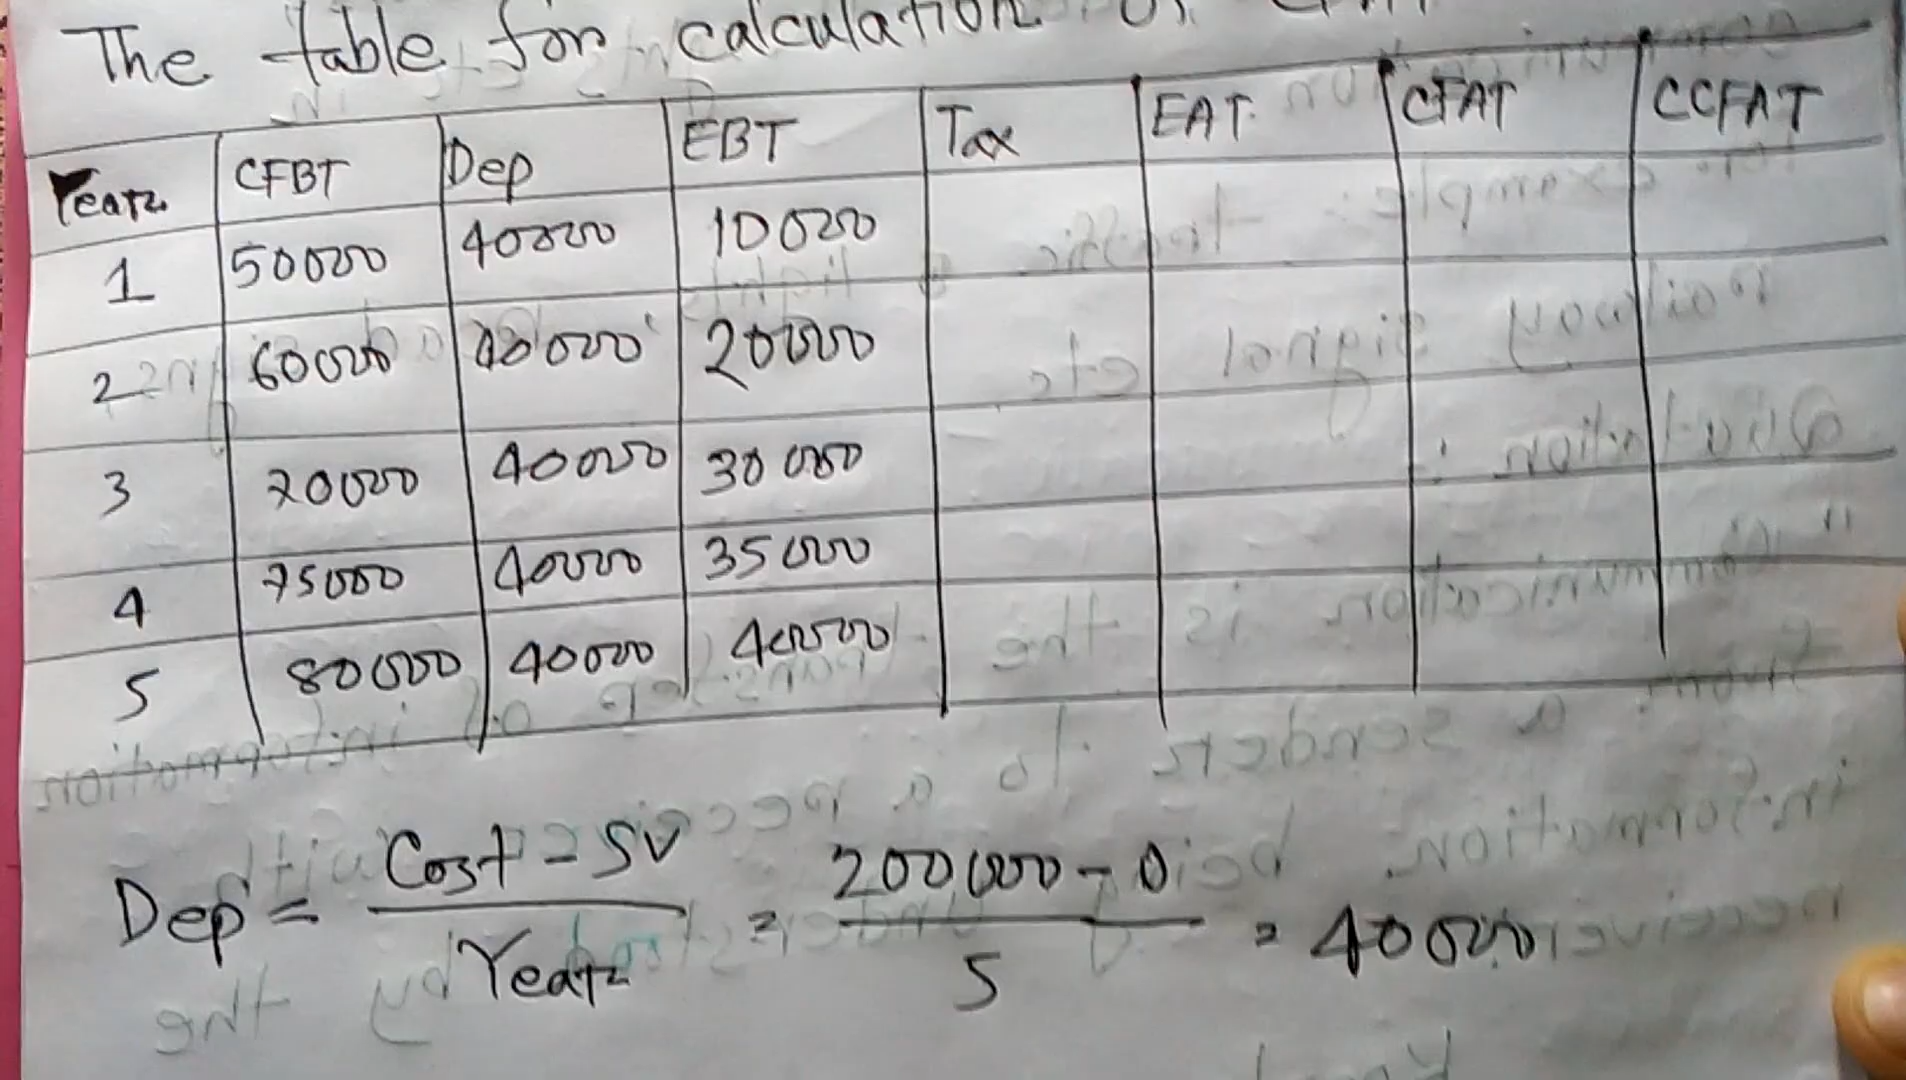 The table for calculation of
Year CFBT Dep EBT Tax EAT. CFAT CCFAT
1 50000 40000 10000
2 60000 40000 20000
3 70000 40000 30000
4 75000 40000 35000
5 80000 40000 40000
Dep = Cost - SV / Year = 200000 - 0 / 5 = 40000